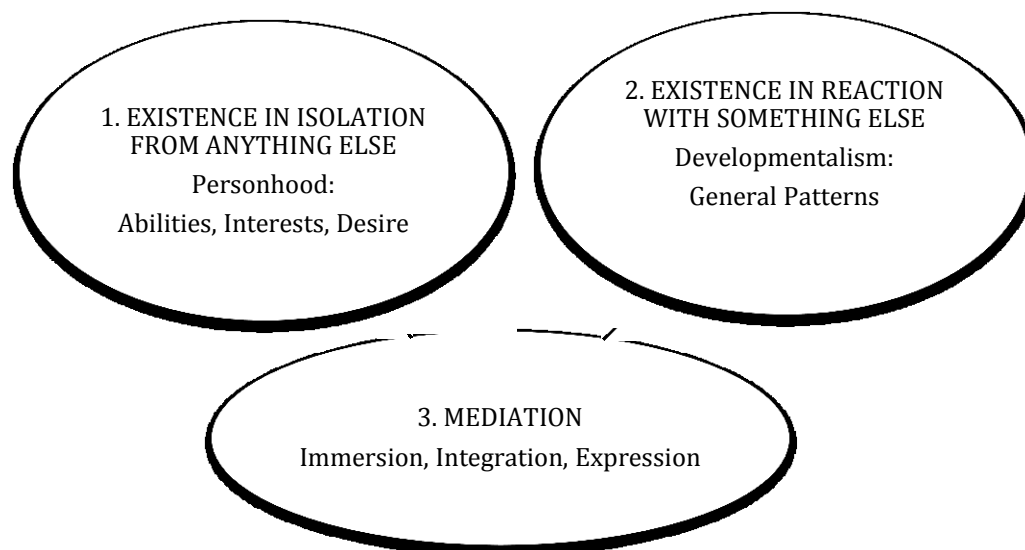 1. EXISTENCE IN ISOLATION
FROM ANYTHING ELSE
Personhood:
Abilities, Interests, Desire
2. EXISTENCE IN REACTION
WITH SOMETHING ELSE
Developmentalism:
General Patterns
3. MEDIATION
Immersion, Integration, Expression